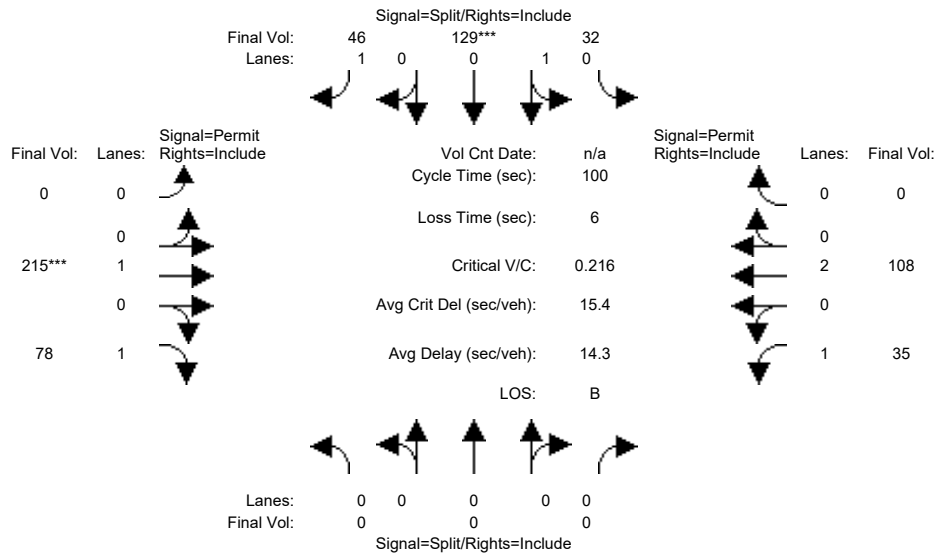 Signal=Split/Rights=Include
Final Vol: 46 129*** 32
Lanes: 1 0 0 1 0
Signal=Permit
Final Vol: Lanes: Rights=Include
Vol Cnt Date: n/a
Signal=Permit
Rights=Include Lanes: Final Vol:
Cycle Time (sec): 100
0 0
0 0
Loss Time (sec): 6
0
0
215*** 1
Critical V/C: 0.216
2 108
0
Avg Crit Del (sec/veh): 15.4
0
78 1
Avg Delay (sec/veh): 14.3
1 35
LOS: B
Lanes: 0 0 0 0 0
Final Vol: 0 0 0
Signal=Split/Rights=Include